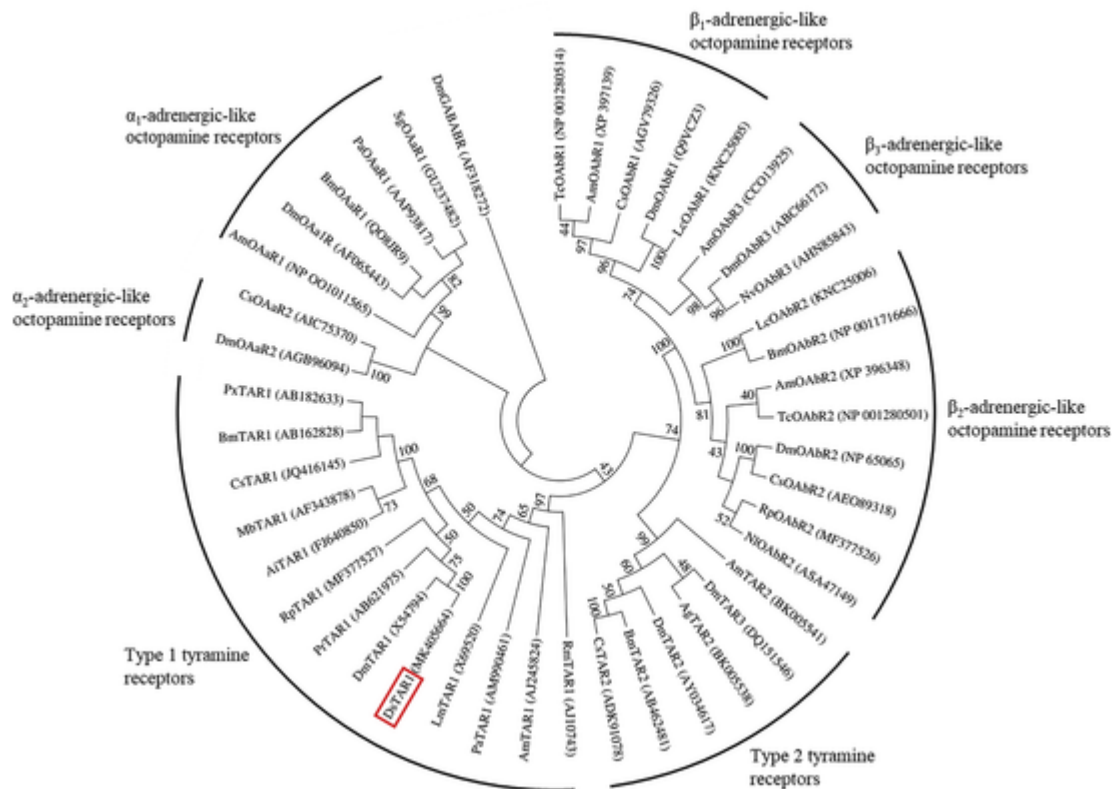 β₁-adrenergic-like
octopamine receptors
TcOAbR1 (NP 001280514)
AmOAbR1 (XP 397139)
CsOAbR1 (AGV79326)
DmOAbR1 (Q9VCZ3)
LcOAbR1 (KNC25005)
β₃-adrenergic-like
octopamine receptors
AmOAbR3 (CCO13925)
DmOAbR3 (ABC66172)
NvOAbR3 (AHN85843)
LcOAbR2 (KNC25006)
BmOAbR2 (NP 001171666)
AmOAbR2 (XP 396348)
TcOAbR2 (NP 001280501)
DmOAbR2 (NP 65065)
CsOAbR2 (AEO89318)
RpOAbR2 (MF377526)
NlOAbR2 (ASA47149)
β₂-adrenergic-like
octopamine receptors
AmTAR2 (BK005541)
DmTAR3 (DQ151546)
AgTAR2 (BK005538)
DmTAR2 (AY034617)
BmTAR2 (AB462481)
CsTAR2 (ADK91078)
Type 2 tyramine
receptors
RmTAR1 (AJ10743)
AmTAR1 (AJ245824)
PaTAR1 (AM990461)
LmTAR1 (X69520)
DsTAR1 (MK405664)
DmTAR1 (X54794)
PrTAR1 (AB621975)
RpTAR1 (MF377527)
AiTAR1 (FJ640850)
MbTAR1 (AF343878)
CsTAR1 (JQ416145)
BmTAR1 (AB162828)
PxTAR1 (AB182633)
Type 1 tyramine
receptors
DmOAaR2 (AGB96094)
CsOAaR2 (AIC75370)
α₂-adrenergic-like
octopamine receptors
AmOAaR1 (NP OO1011565)
DmOAa1R (AF065443)
BmOAaR1 (QO8JR9)
PaOAaR1 (AAP93817)
SgOAaR1 (GU237482)
α₁-adrenergic-like
octopamine receptors
DmGABABR (AF318272)
44
97
96
100
74
98
96
100
100
81
40
43
100
52
74
99
60
48
50
100
43
97
65
74
50
68
100
73
50
75
100
82
99
100